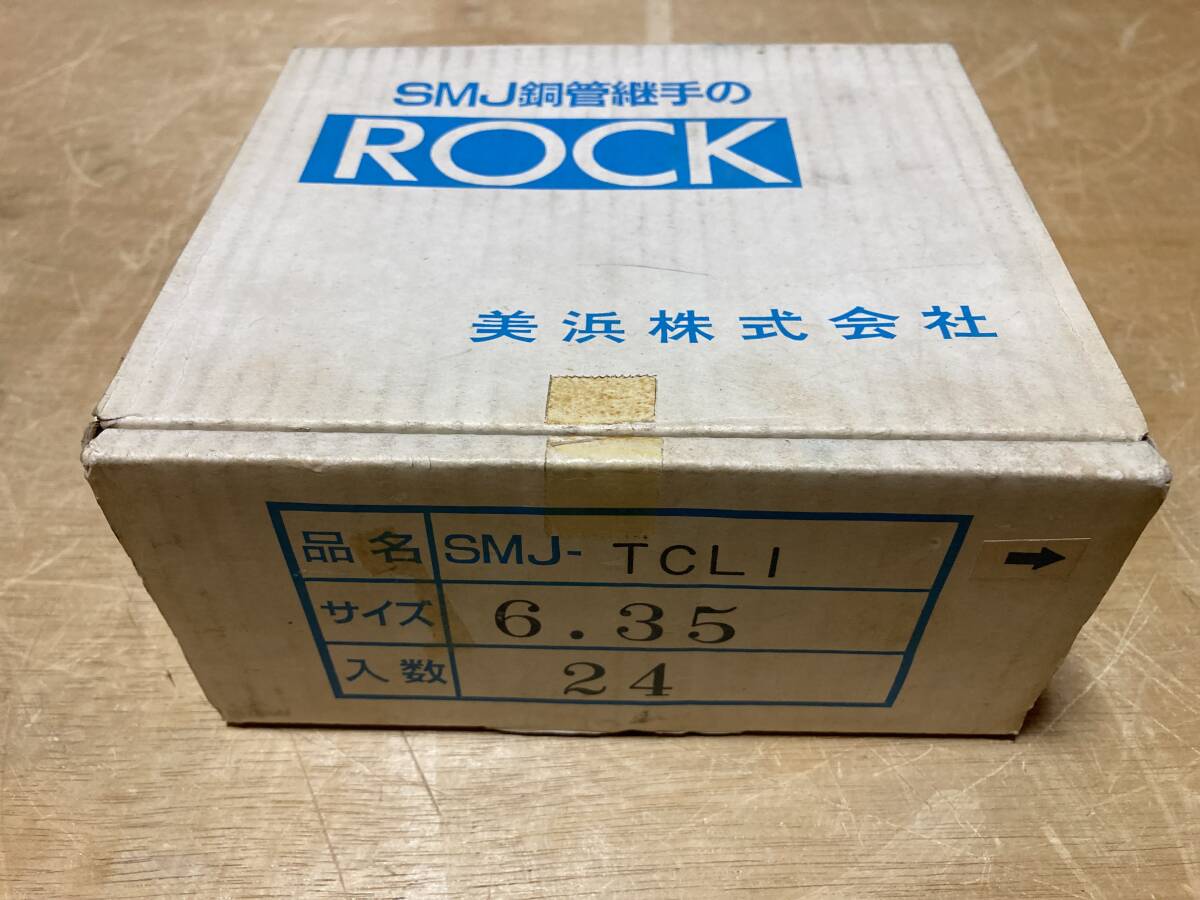 SMJ銅管継手の
ROCK
美浜株式会社
品名 SMJ- TCL1
サイズ 6.35
入数 24